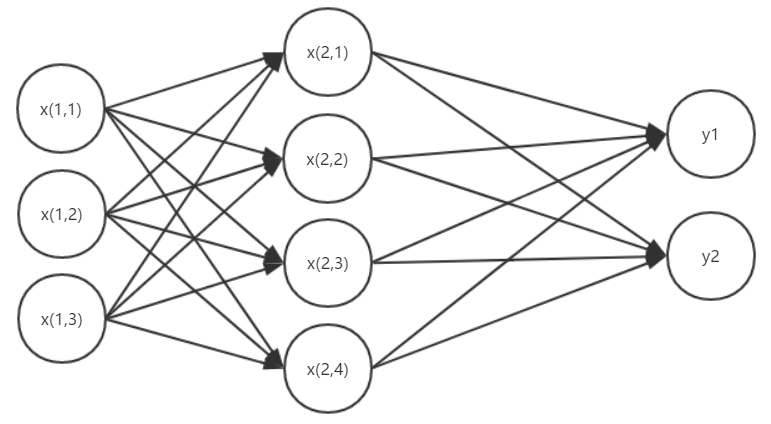 x(1,1)
x(1,2)
x(1,3)
x(2,1)
x(2,2)
x(2,3)
x(2,4)
y1
y2